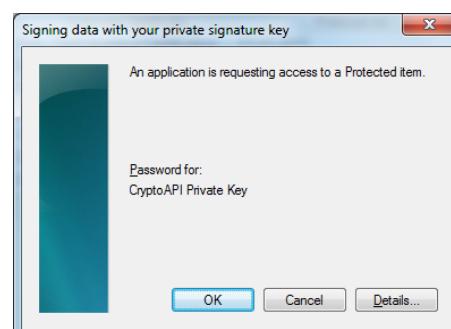 Signing data with your private signature key
An application is requesting access to a Protected item.
Password for:
CryptoAPI Private Key
OK Cancel Details...